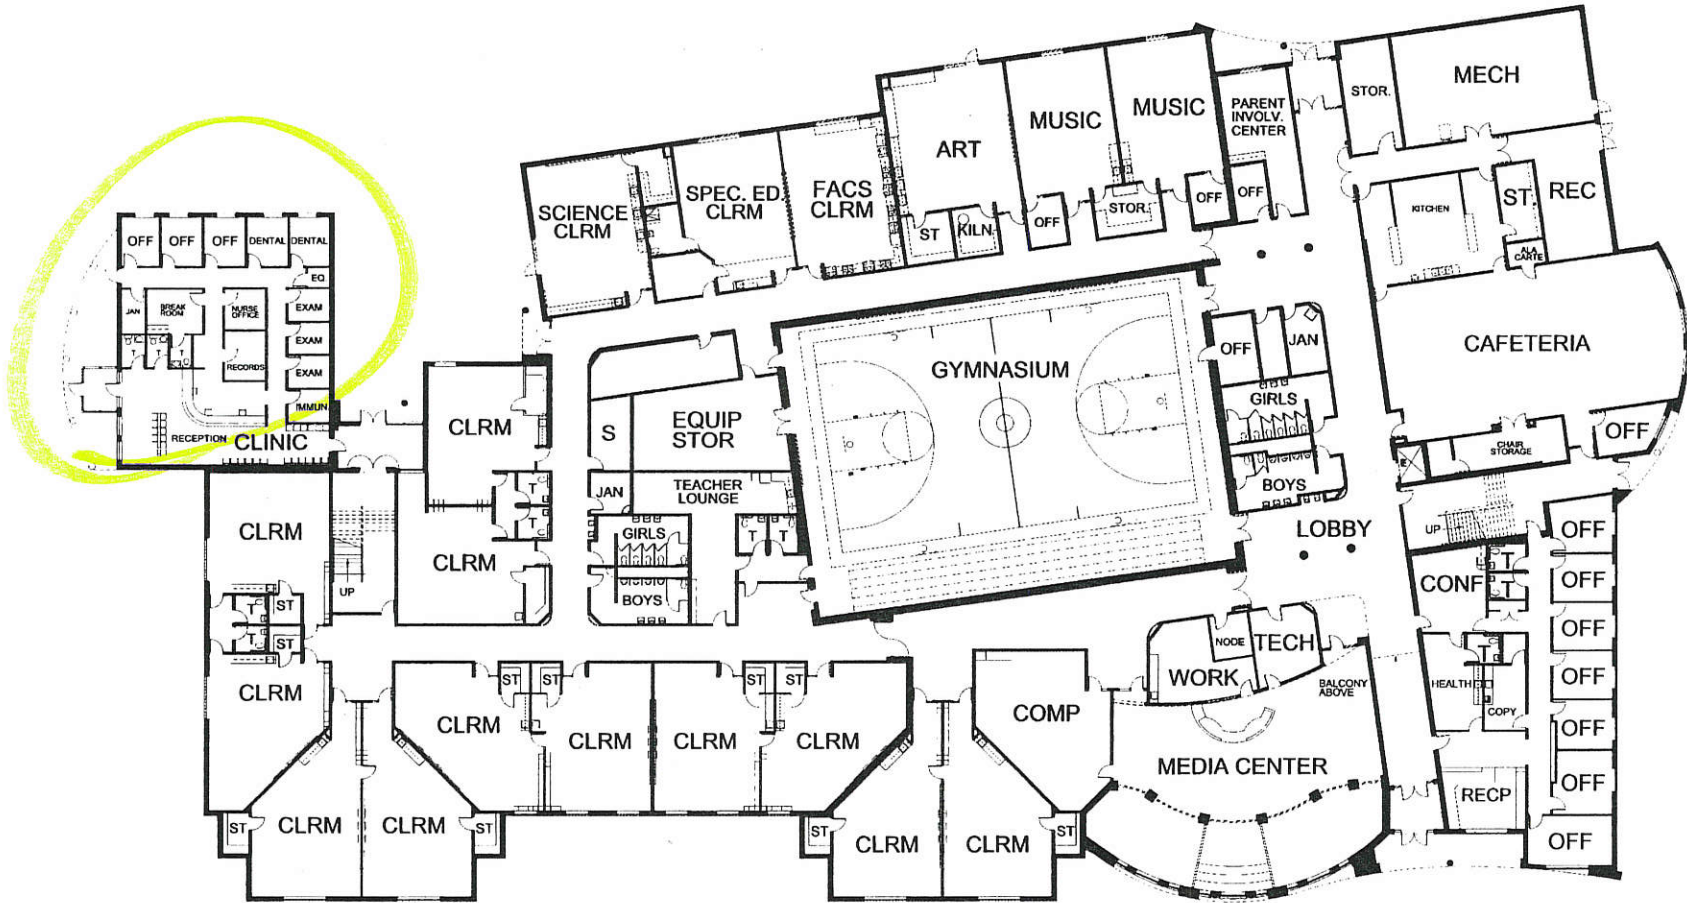 MECH
STOR.
MUSIC
MUSIC
PARENT
INVOLV.
CENTER
ART
OFF
OFF
OFF
STOR.
ST
KILN
SCIENCE
CLRM
SPEC. ED.
CLRM
FACS
CLRM
KITCHEN
ST.
REC
ALA
CARTE
CAFETERIA
CHAIR
STORAGE
OFF
E
OFF
OFF
OFF
DENTAL
DENTAL
EQ
JAN
BREAK
ROOM
NURSE
OFFICE
EXAM
EXAM
EXAM
T
T
T
RECORDS
IMMUN.
RECEPTION
CLINIC
CLRM
S
EQUIP
STOR
GYMNASIUM
OFF
JAN
GIRLS
BOYS
LOBBY
JAN
TEACHER
LOUNGE
GIRLS
BOYS
T
T
T
T
CLRM
CLRM
UP
T
ST
T
ST
CLRM
UP
OFF
OFF
OFF
OFF
OFF
OFF
OFF
CONF
T
T
T
HEALTH
COPY
RECP
NODE
TECH
WORK
BALCONY
ABOVE
MEDIA CENTER
COMP
ST
ST
ST
ST
CLRM
CLRM
CLRM
CLRM
ST
CLRM
CLRM
ST
ST
CLRM
CLRM
ST